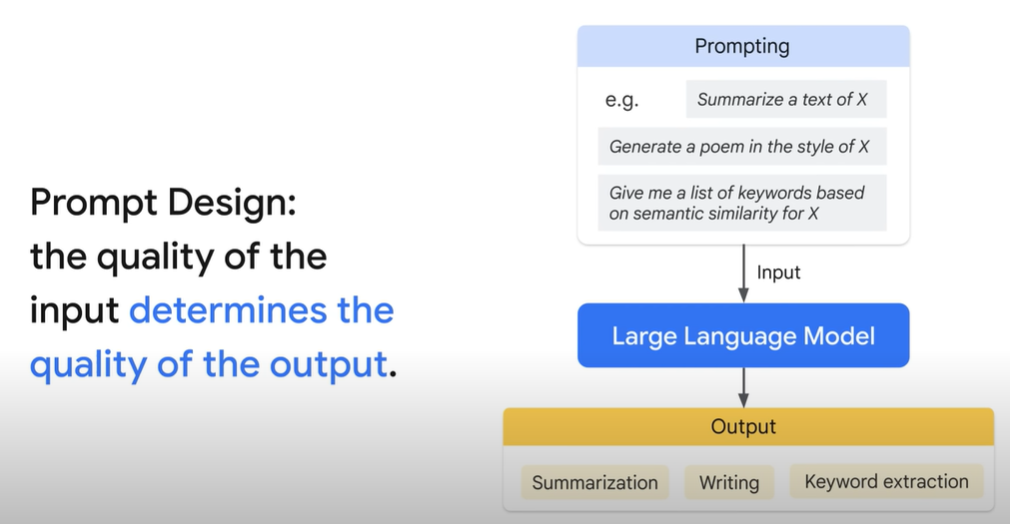 Prompt Design:
the quality of the
input determines the
quality of the output.
Prompting
e.g.
Summarize a text of X
Generate a poem in the style of X
Give me a list of keywords based
on semantic similarity for X
Input
Large Language Model
Output
Summarization
Writing
Keyword extraction